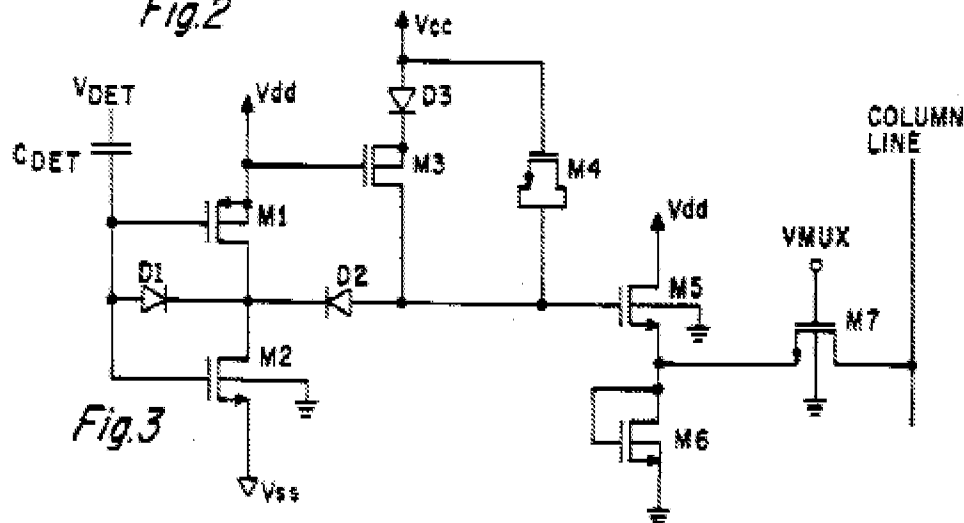 Fig.2
Vcc
VDET
Vdd
D3
COLUMN
LINE
CDET
M3
M4
M1
Vdd
VMUX
D1
D2
M5
M7
M2
Fig.3
M6
Vss